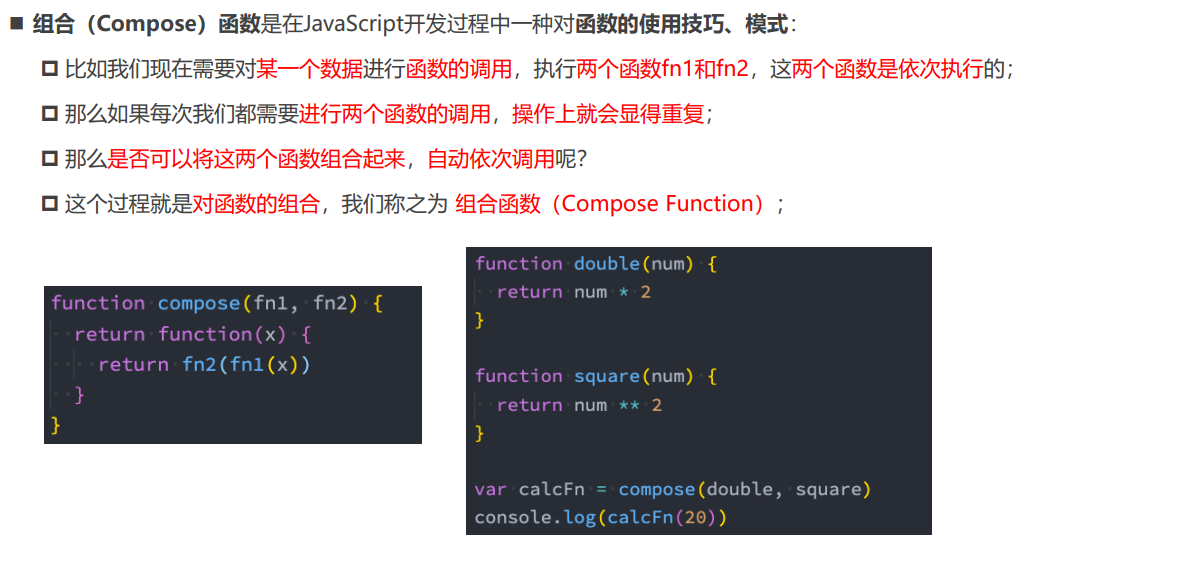 组合（Compose）函数是在JavaScript开发过程中一种对函数的使用技巧、模式：
比如我们现在需要对某一个数据进行函数的调用，执行两个函数fn1和fn2，这两个函数是依次执行的；
那么如果每次我们都需要进行两个函数的调用，操作上就会显得重复；
那么是否可以将这两个函数组合起来，自动依次调用呢？
这个过程就是对函数的组合，我们称之为 组合函数（Compose Function）；
function compose(fn1, fn2) {
  return function(x) {
    return fn2(fn1(x))
  }
}
function double(num) {
  return num * 2
}
function square(num) {
  return num ** 2
}
var calcFn = compose(double, square)
console.log(calcFn(20))